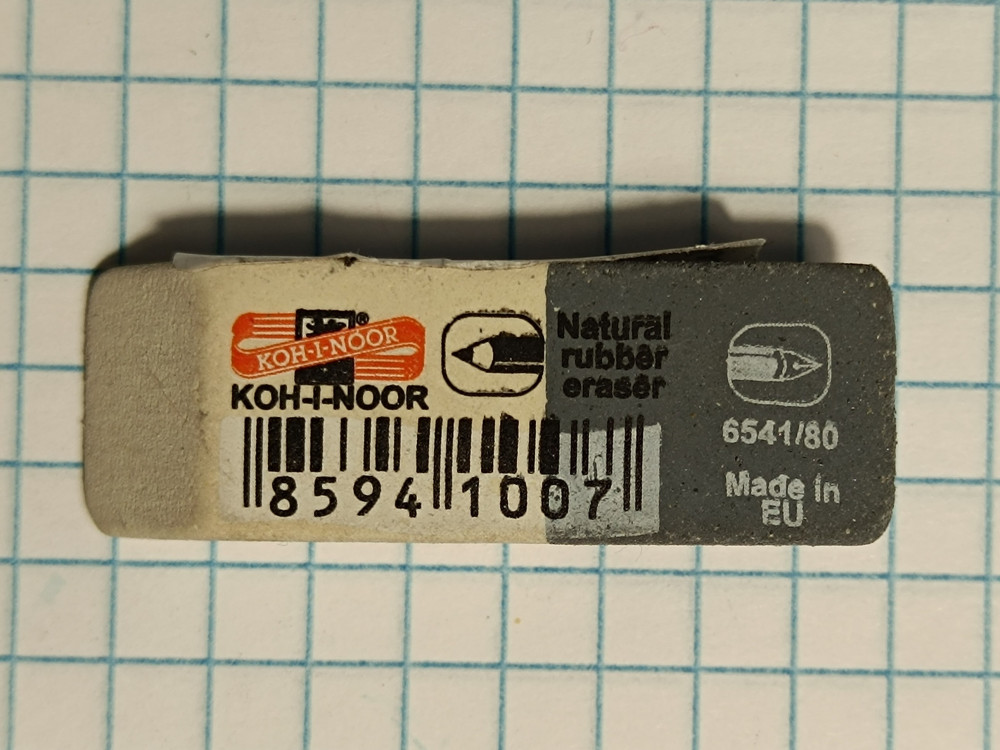 KOH-I-NOOR®
KOH-I-NOOR
Natural
rubber
eraser
8594 1007
6541/80
Made in
EU